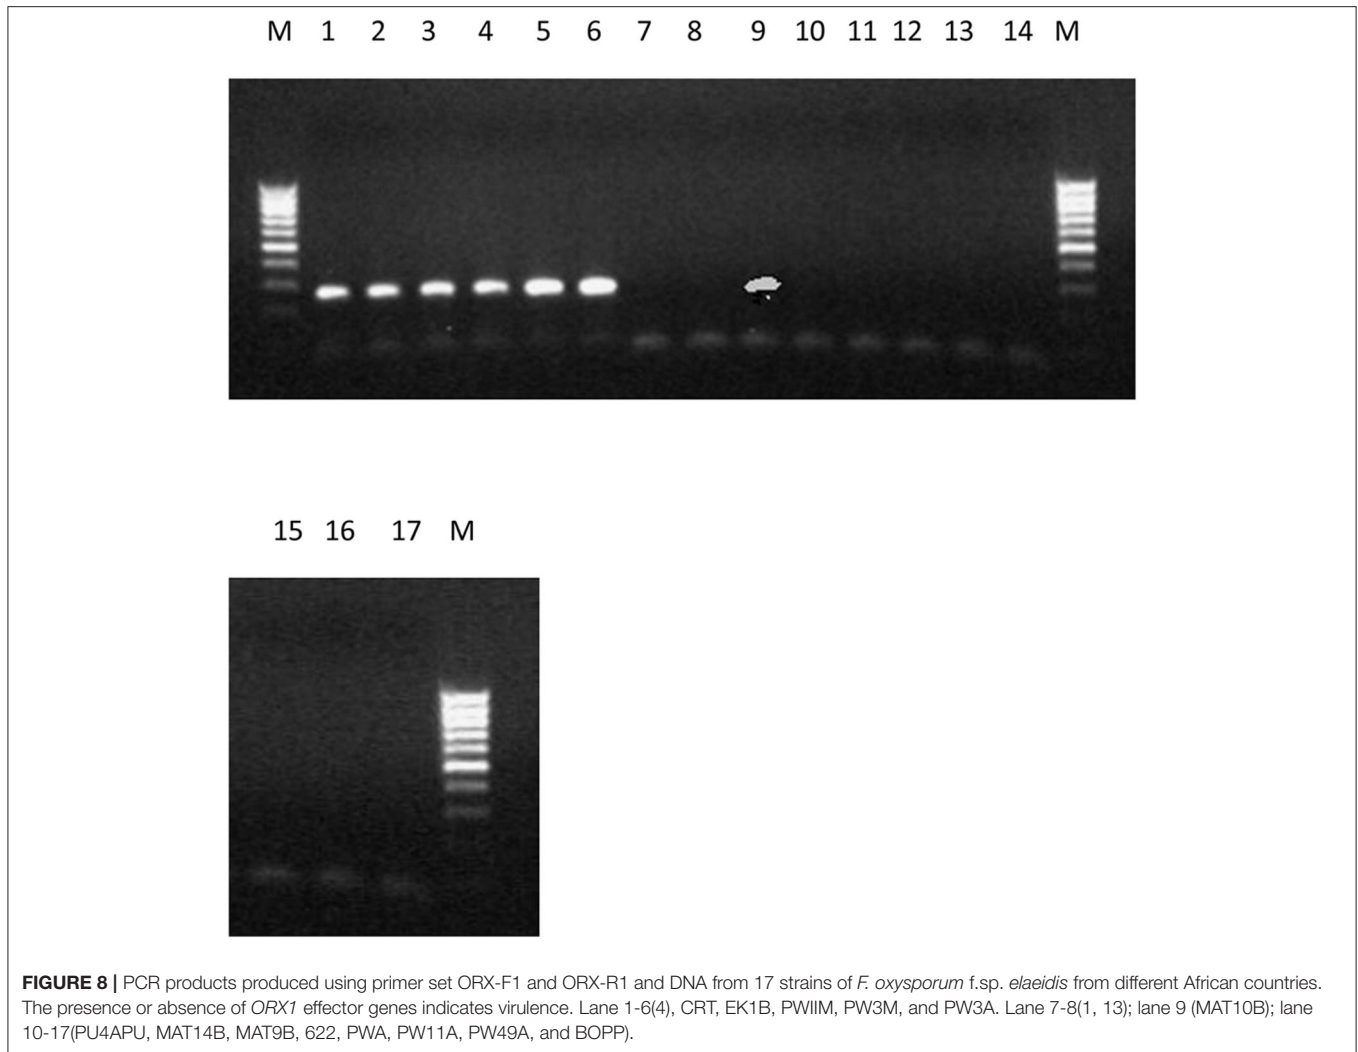 M 1 2 3 4 5 6 7 8 9 10 11 12 13 14 M
15 16 17 M
FIGURE 8 | PCR products produced using primer set ORX-F1 and ORX-R1 and DNA from 17 strains of F. oxysporum f.sp. elaeidis from different African countries.
The presence or absence of ORX1 effector genes indicates virulence. Lane 1-6(4), CRT, EK1B, PWIIM, PW3M, and PW3A. Lane 7-8(1, 13); lane 9 (MAT10B); lane
10-17(PU4APU, MAT14B, MAT9B, 622, PWA, PW11A, PW49A, and BOPP).